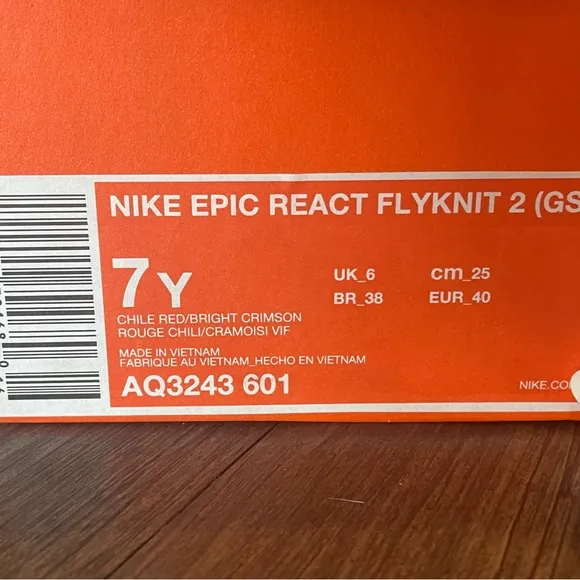 NIKE EPIC REACT FLYKNIT 2 (GS
7Y
UK_6 cm_25
BR_38 EUR_40
CHILE RED/BRIGHT CRIMSON
ROUGE CHILI/CRAMOISI VIF
MADE IN VIETNAM
FABRIQUE AU VIETNAM_HECHO EN VIETNAM
AQ3243 601
NIKE.CO